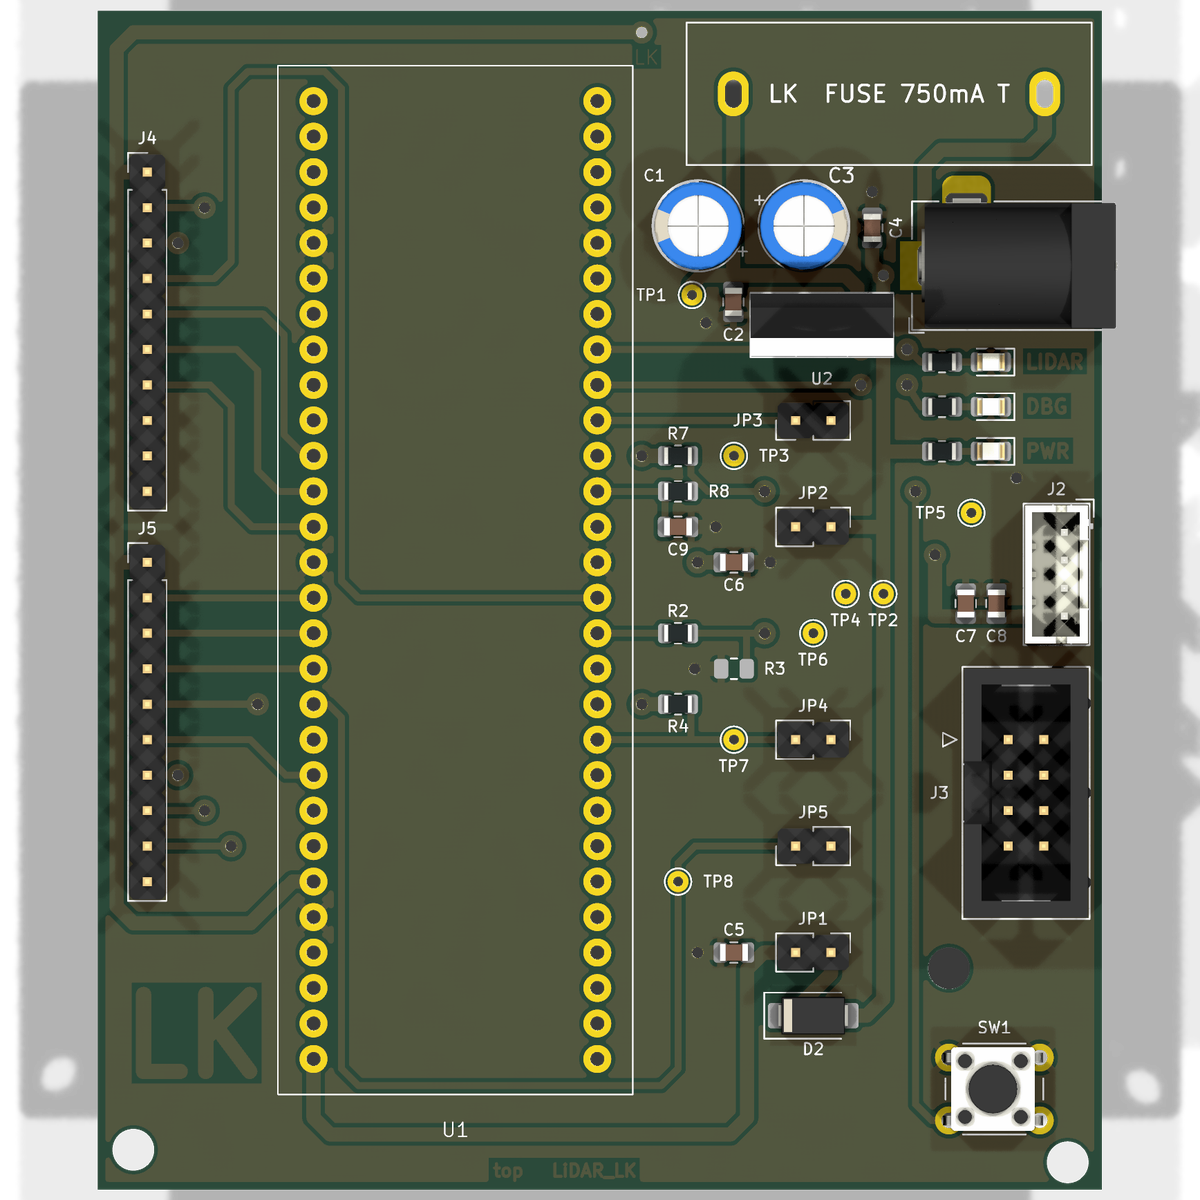 LK
LK FUSE 750mA T
J4
C1
C3
C4
TP1
C2
U2
LIDAR
DBG
PWR
JP3
R7
TP3
R8
JP2
J2
TP5
J5
C9
C6
TP4 TP2
R2
TP6
C7 C8
R3
R4
JP4
TP7
J3
JP5
TP8
C5
JP1
LK
SW1
D2
U1
top LIDAR_LK